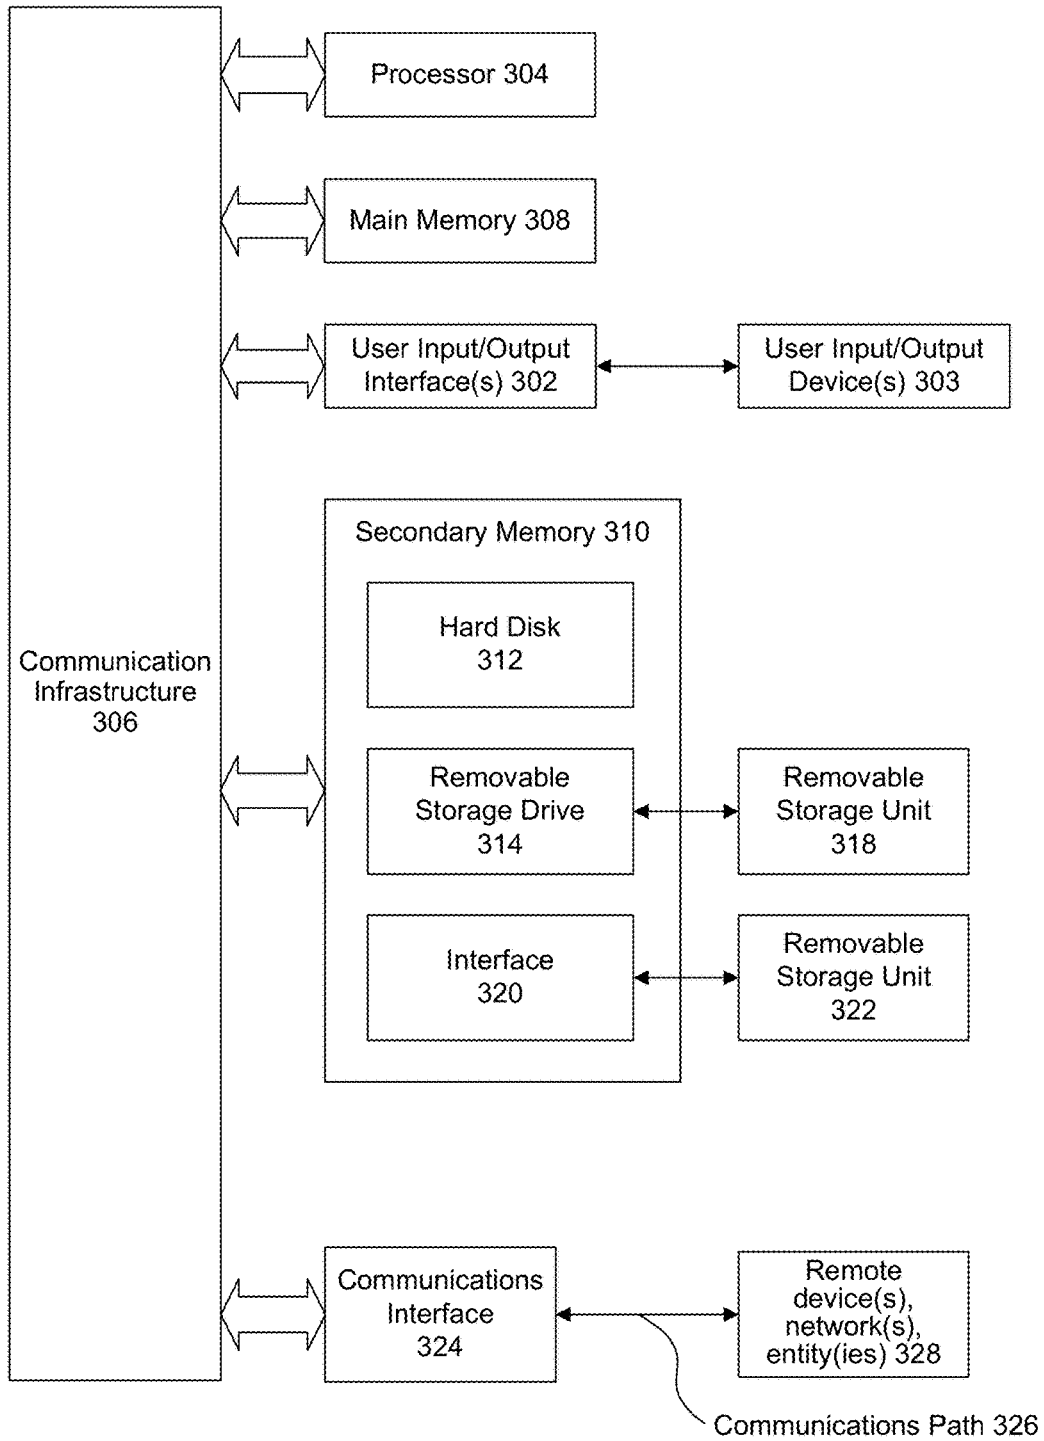 Processor 304
Main Memory 308
User Input/Output
Interface(s) 302
User Input/Output
Device(s) 303
Secondary Memory 310
Hard Disk
312
Communication
Infrastructure
306
Removable
Storage Drive
314
Removable
Storage Unit
318
Interface
320
Removable
Storage Unit
322
Communications
Interface
324
Remote
device(s),
network(s),
entity(ies) 328
Communications Path 326